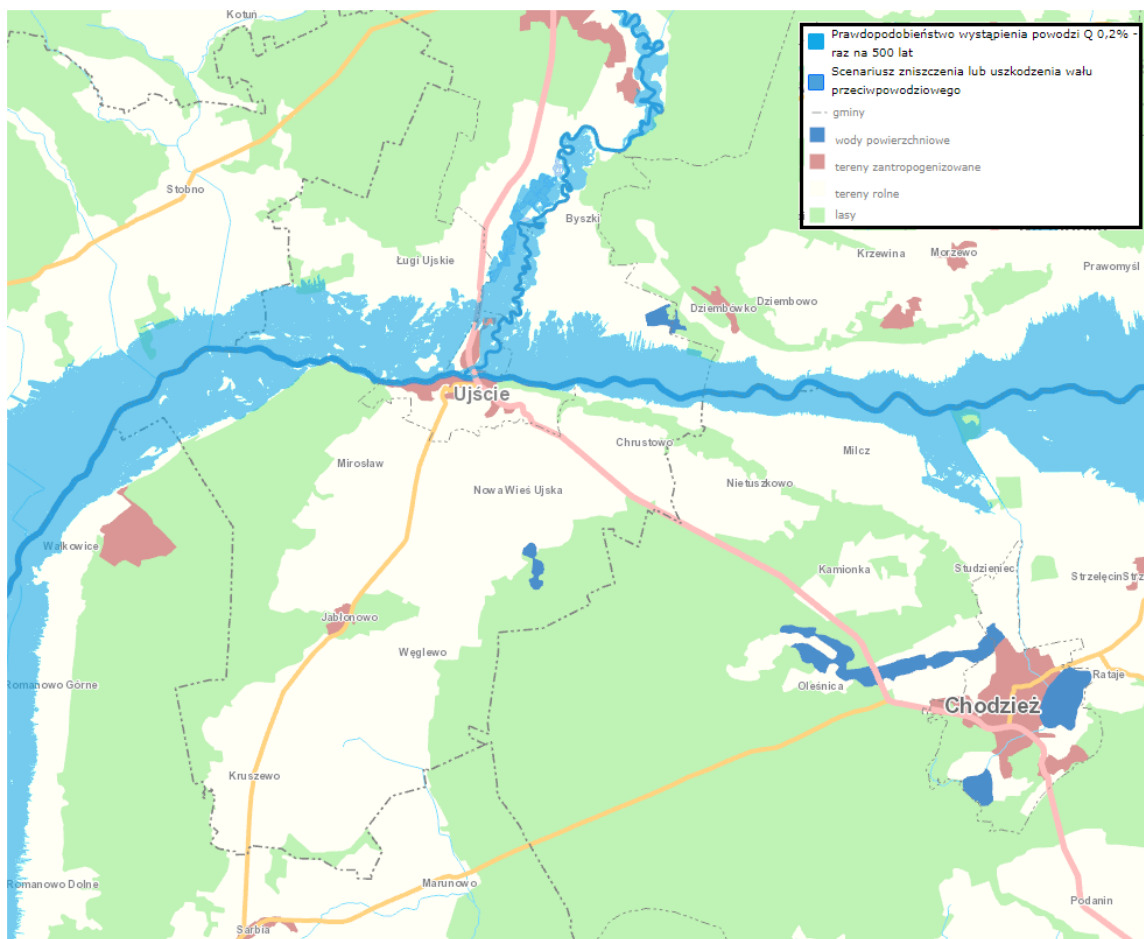 Kotuń
Prawdopodobieństwo wystąpienia powodzi Q 0,2% -
raz na 500 lat
Scenariusz zniszczenia lub uszkodzenia wału
przeciwpowodziowego
gminy
wody powierzchniowe
tereny zantropogenizowane
tereny rolne
lasy
Stobno
Byszki
Ługi Ujskie
Krzewina
Morzewo
Prawomyśl
Dziembówko
Dziembowo
Ujście
Chrustowo
Milcz
Mirosław
Nowa Wieś Ujska
Nietuszkowo
Walkowice
Kamionka
Studzieniec
StrzelęcinStrz
Jabłonowo
Węglewo
Romanowo Górne
Oleśnica
Rataje
Chodzież
Kruszewo
Romanowo Dolne
Marunowo
Podanin
Sarbia